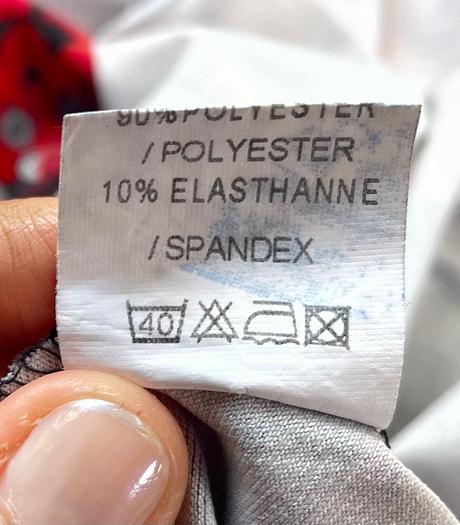 90% POLYESTER
/ POLYESTER
10% ELASTHANNE
/ SPANDEX
40